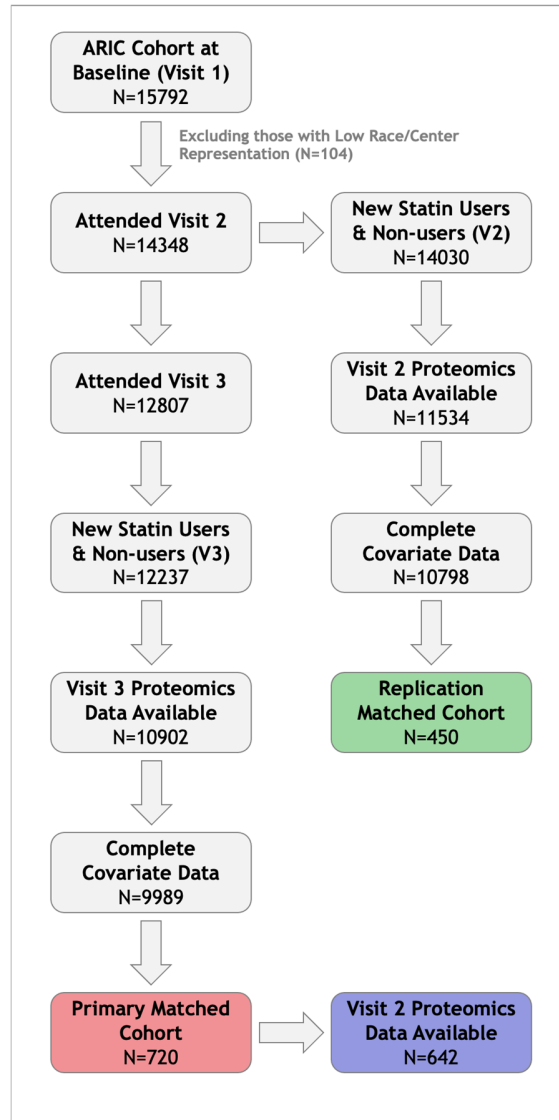 ARIC Cohort at
Baseline (Visit 1)
N=15792
Excluding those with Low Race/Center
Representation (N=104)
Attended Visit 2
N=14348
New Statin Users
& Non-users (V2)
N=14030
Attended Visit 3
N=12807
Visit 2 Proteomics
Data Available
N=11534
New Statin Users
& Non-users (V3)
N=12237
Complete
Covariate Data
N=10798
Visit 3 Proteomics
Data Available
N=10902
Replication
Matched Cohort
N=450
Complete
Covariate Data
N=9989
Primary Matched
Cohort
N=720
Visit 2 Proteomics
Data Available
N=642